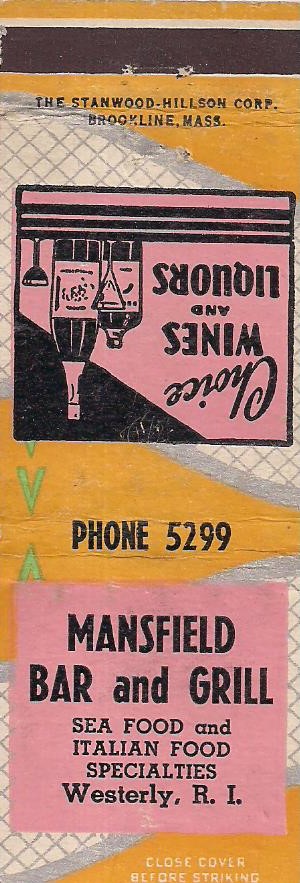 THE STANWOOD-HILLSON CORP.
BROOKLINE, MASS.
Choice
WINES
AND
LIQUORS
PHONE 5299
MANSFIELD
BAR and GRILL
SEA FOOD and
ITALIAN FOOD
SPECIALTIES
Westerly, R. I.
CLOSE COVER
BEFORE STRIKING